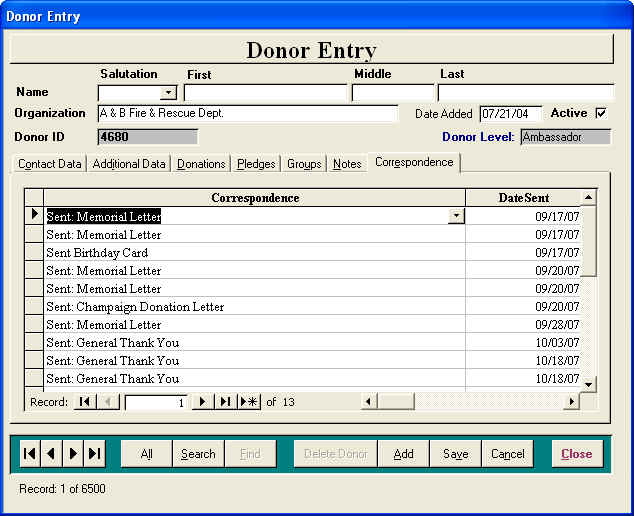 Donor Entry
Donor Entry
Salutation First Middle Last
Name
Organization A & B Fire & Rescue Dept. Date Added 07/21/04 Active
Donor ID 4680 Donor Level: Ambassador
Contact Data Additional Data Donations Pledges Groups Notes Correspondence
Correspondence DateSent
Sent: Memorial Letter 09/17/07
Sent: Memorial Letter 09/17/07
Sent Birthday Card 09/17/07
Sent: Memorial Letter 09/20/07
Sent: Memorial Letter 09/20/07
Sent: Champaign Donation Letter 09/20/07
Sent: Memorial Letter 09/28/07
Sent: General Thank You 10/03/07
Sent: General Thank You 10/18/07
Sent: General Thank You 10/18/07
Record: 1 of 13
All Search Find Delete Donor Add Save Cancel Close
Record: 1 of 6500